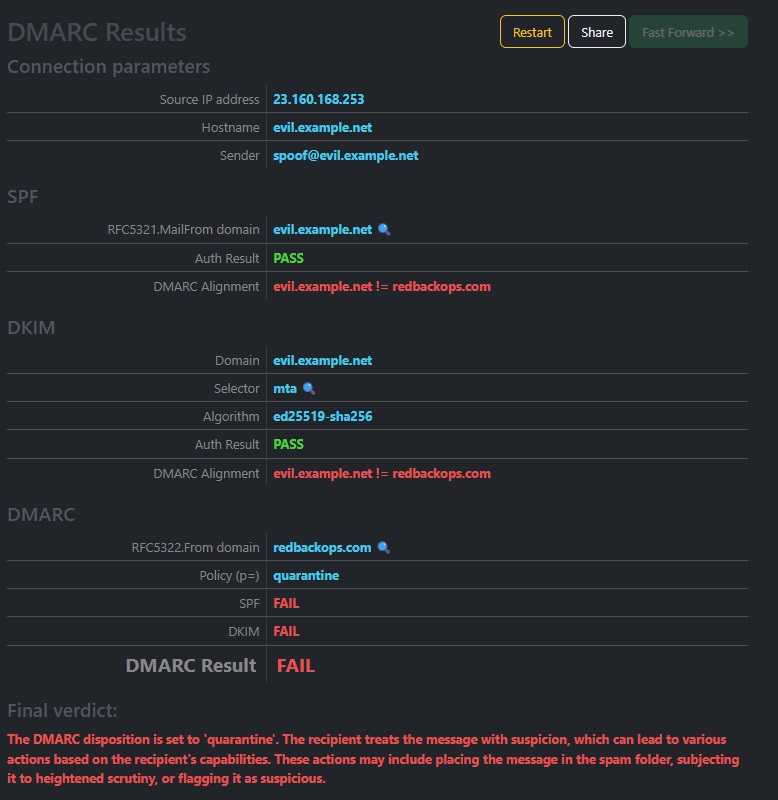 DMARC Results
Restart
Share
Fast Forward >>
Connection parameters
Source IP address 23.160.168.253
Hostname evil.example.net
Sender spoof@evil.example.net
SPF
RFC5321.MailFrom domain evil.example.net
Auth Result PASS
DMARC Alignment evil.example.net != redbackops.com
DKIM
Domain evil.example.net
Selector mta
Algorithm ed25519-sha256
Auth Result PASS
DMARC Alignment evil.example.net != redbackops.com
DMARC
RFC5322.From domain redbackops.com
Policy (p=) quarantine
SPF FAIL
DKIM FAIL
DMARC Result FAIL
Final verdict:
The DMARC disposition is set to 'quarantine'. The recipient treats the message with suspicion, which can lead to various
actions based on the recipient's capabilities. These actions may include placing the message in the spam folder, subjecting
it to heightened scrutiny, or flagging it as suspicious.